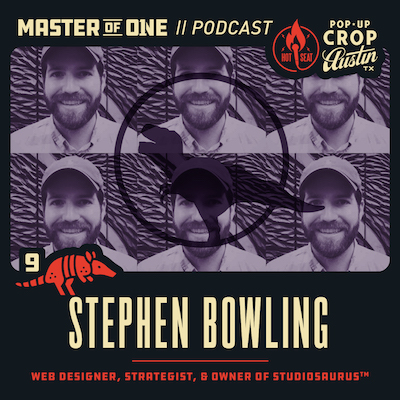 MASTER OF ONE // PODCAST
HOT SEAT
POP-UP
CROP
Austin
TX
9
STEPHEN BOWLING
WEB DESIGNER, STRATEGIST, & OWNER OF STUDIOSAURUS™